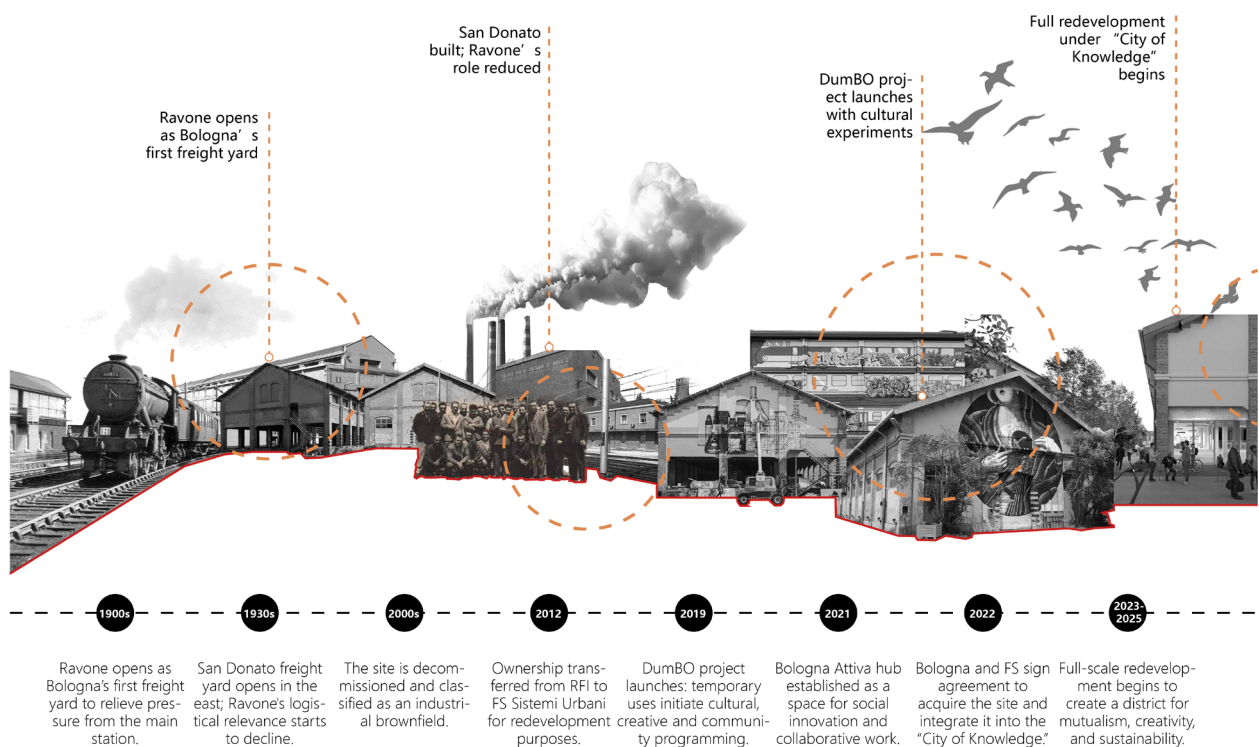 Full redevelopment
under “City of
Knowledge”
begins
San Donato
built; Ravone’s
role reduced
DumBO proj-
ect launches
with cultural
experiments
Ravone opens
as Bologna’s
first freight yard
1900s
1930s
2000s
2012
2019
2021
2022
2023-
2025
Ravone opens as
Bologna’s first freight
yard to relieve pres-
sure from the main
station.
San Donato freight
yard opens in the
east; Ravone's logis-
tical relevance starts
to decline.
The site is decom-
missioned and clas-
sified as an industri-
al brownfield.
Ownership trans-
ferred from RFI to
FS Sistemi Urbani
for redevelopment
purposes.
DumBO project
launches: temporary
uses initiate cultural,
creative and communi-
ty programming.
Bologna Attiva hub
established as a
space for social
innovation and
collaborative work.
Bologna and FS sign
agreement to
acquire the site and
integrate it into the
“City of Knowledge.”
Full-scale redevelop-
ment begins to
create a district for
mutualism, creativity,
and sustainability.